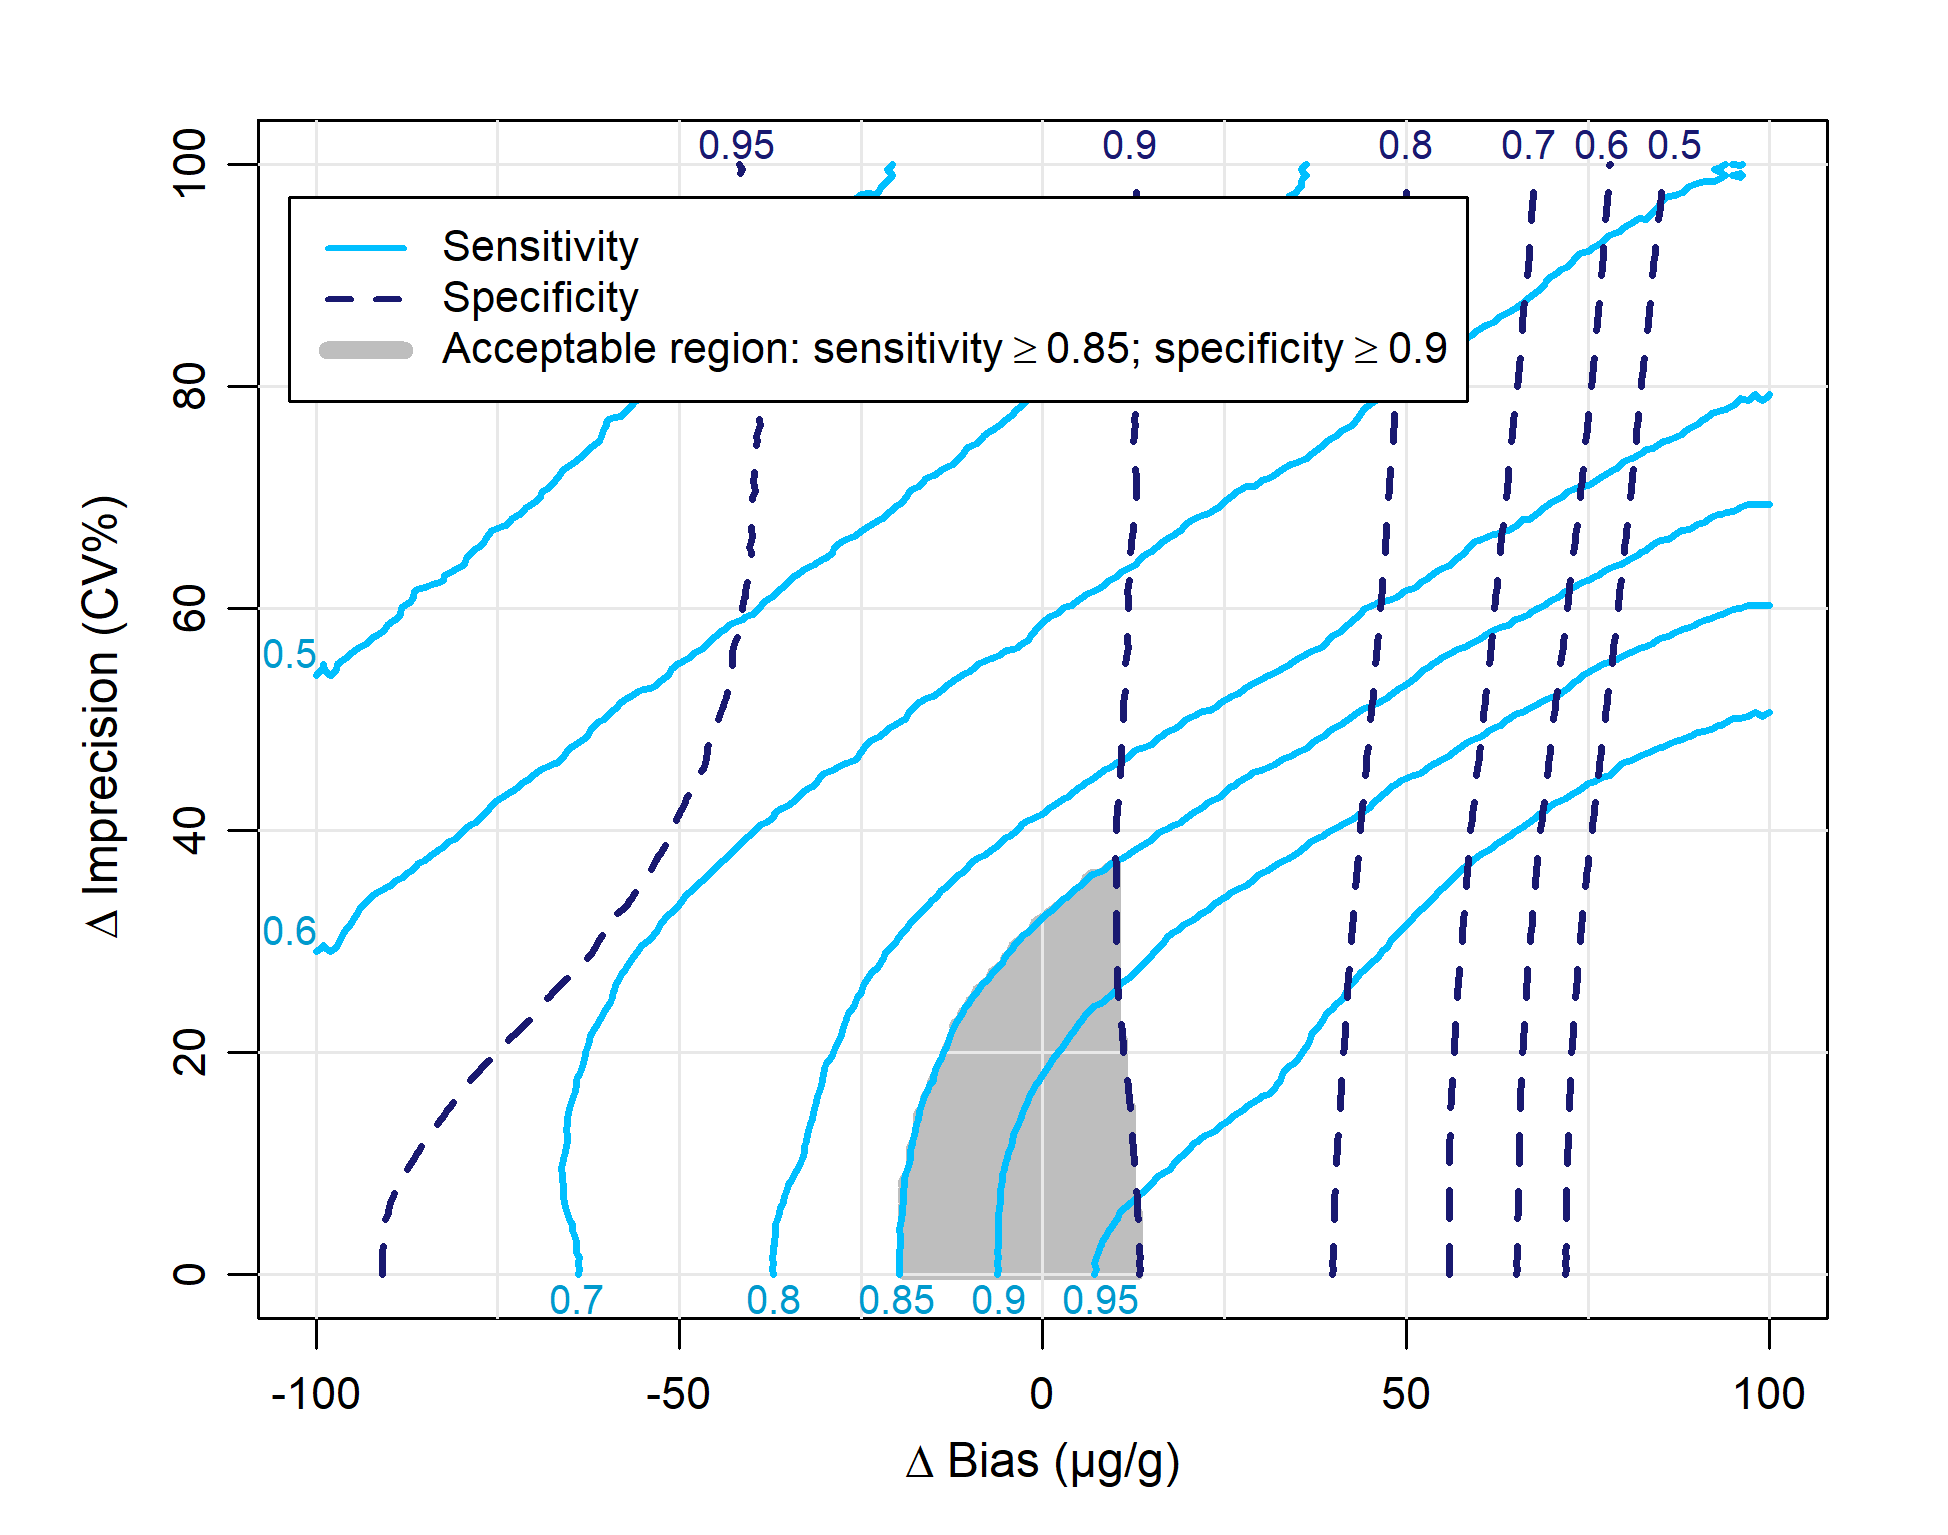 0.95 0.9 0.8 0.7 0.6 0.5
Sensitivity
Specificity
Acceptable region: sensitivity ≥ 0.85; specificity ≥ 0.9
100
80
60
40
20
0
Δ Imprecision (CV%)
0.5
0.6
0.7 0.8 0.85 0.9 0.95
-100 -50 0 50 100
Δ Bias (µg/g)